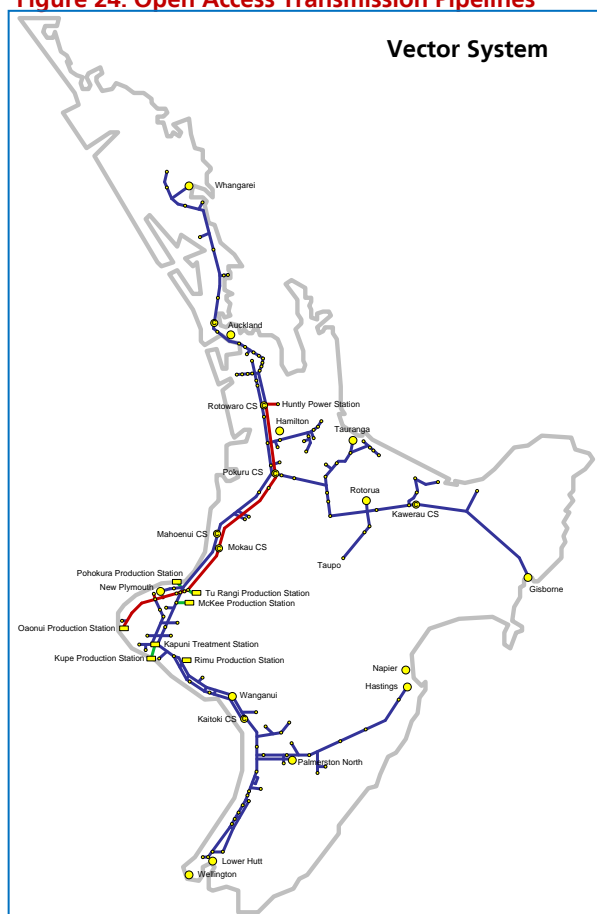 Figure 24. Open Access Transmission Pipelines
Vector System
Whangarei
Auckland
Rotowaro CS
Huntly Power Station
Hamilton
Tauranga
Pokuru CS
Rotorua
Kawerau CS
Mahoenui CS
Mokau CS
Taupo
Pohokura Production Station
Gisborne
New Plymouth
Tu Rangi Production Station
McKee Production Station
Oaonui Production Station
Kapuni Treatment Station
Kupe Production Station
Rimu Production Station
Napier
Hastings
Wanganui
Kaitoki CS
Palmerston North
Lower Hutt
Wellington